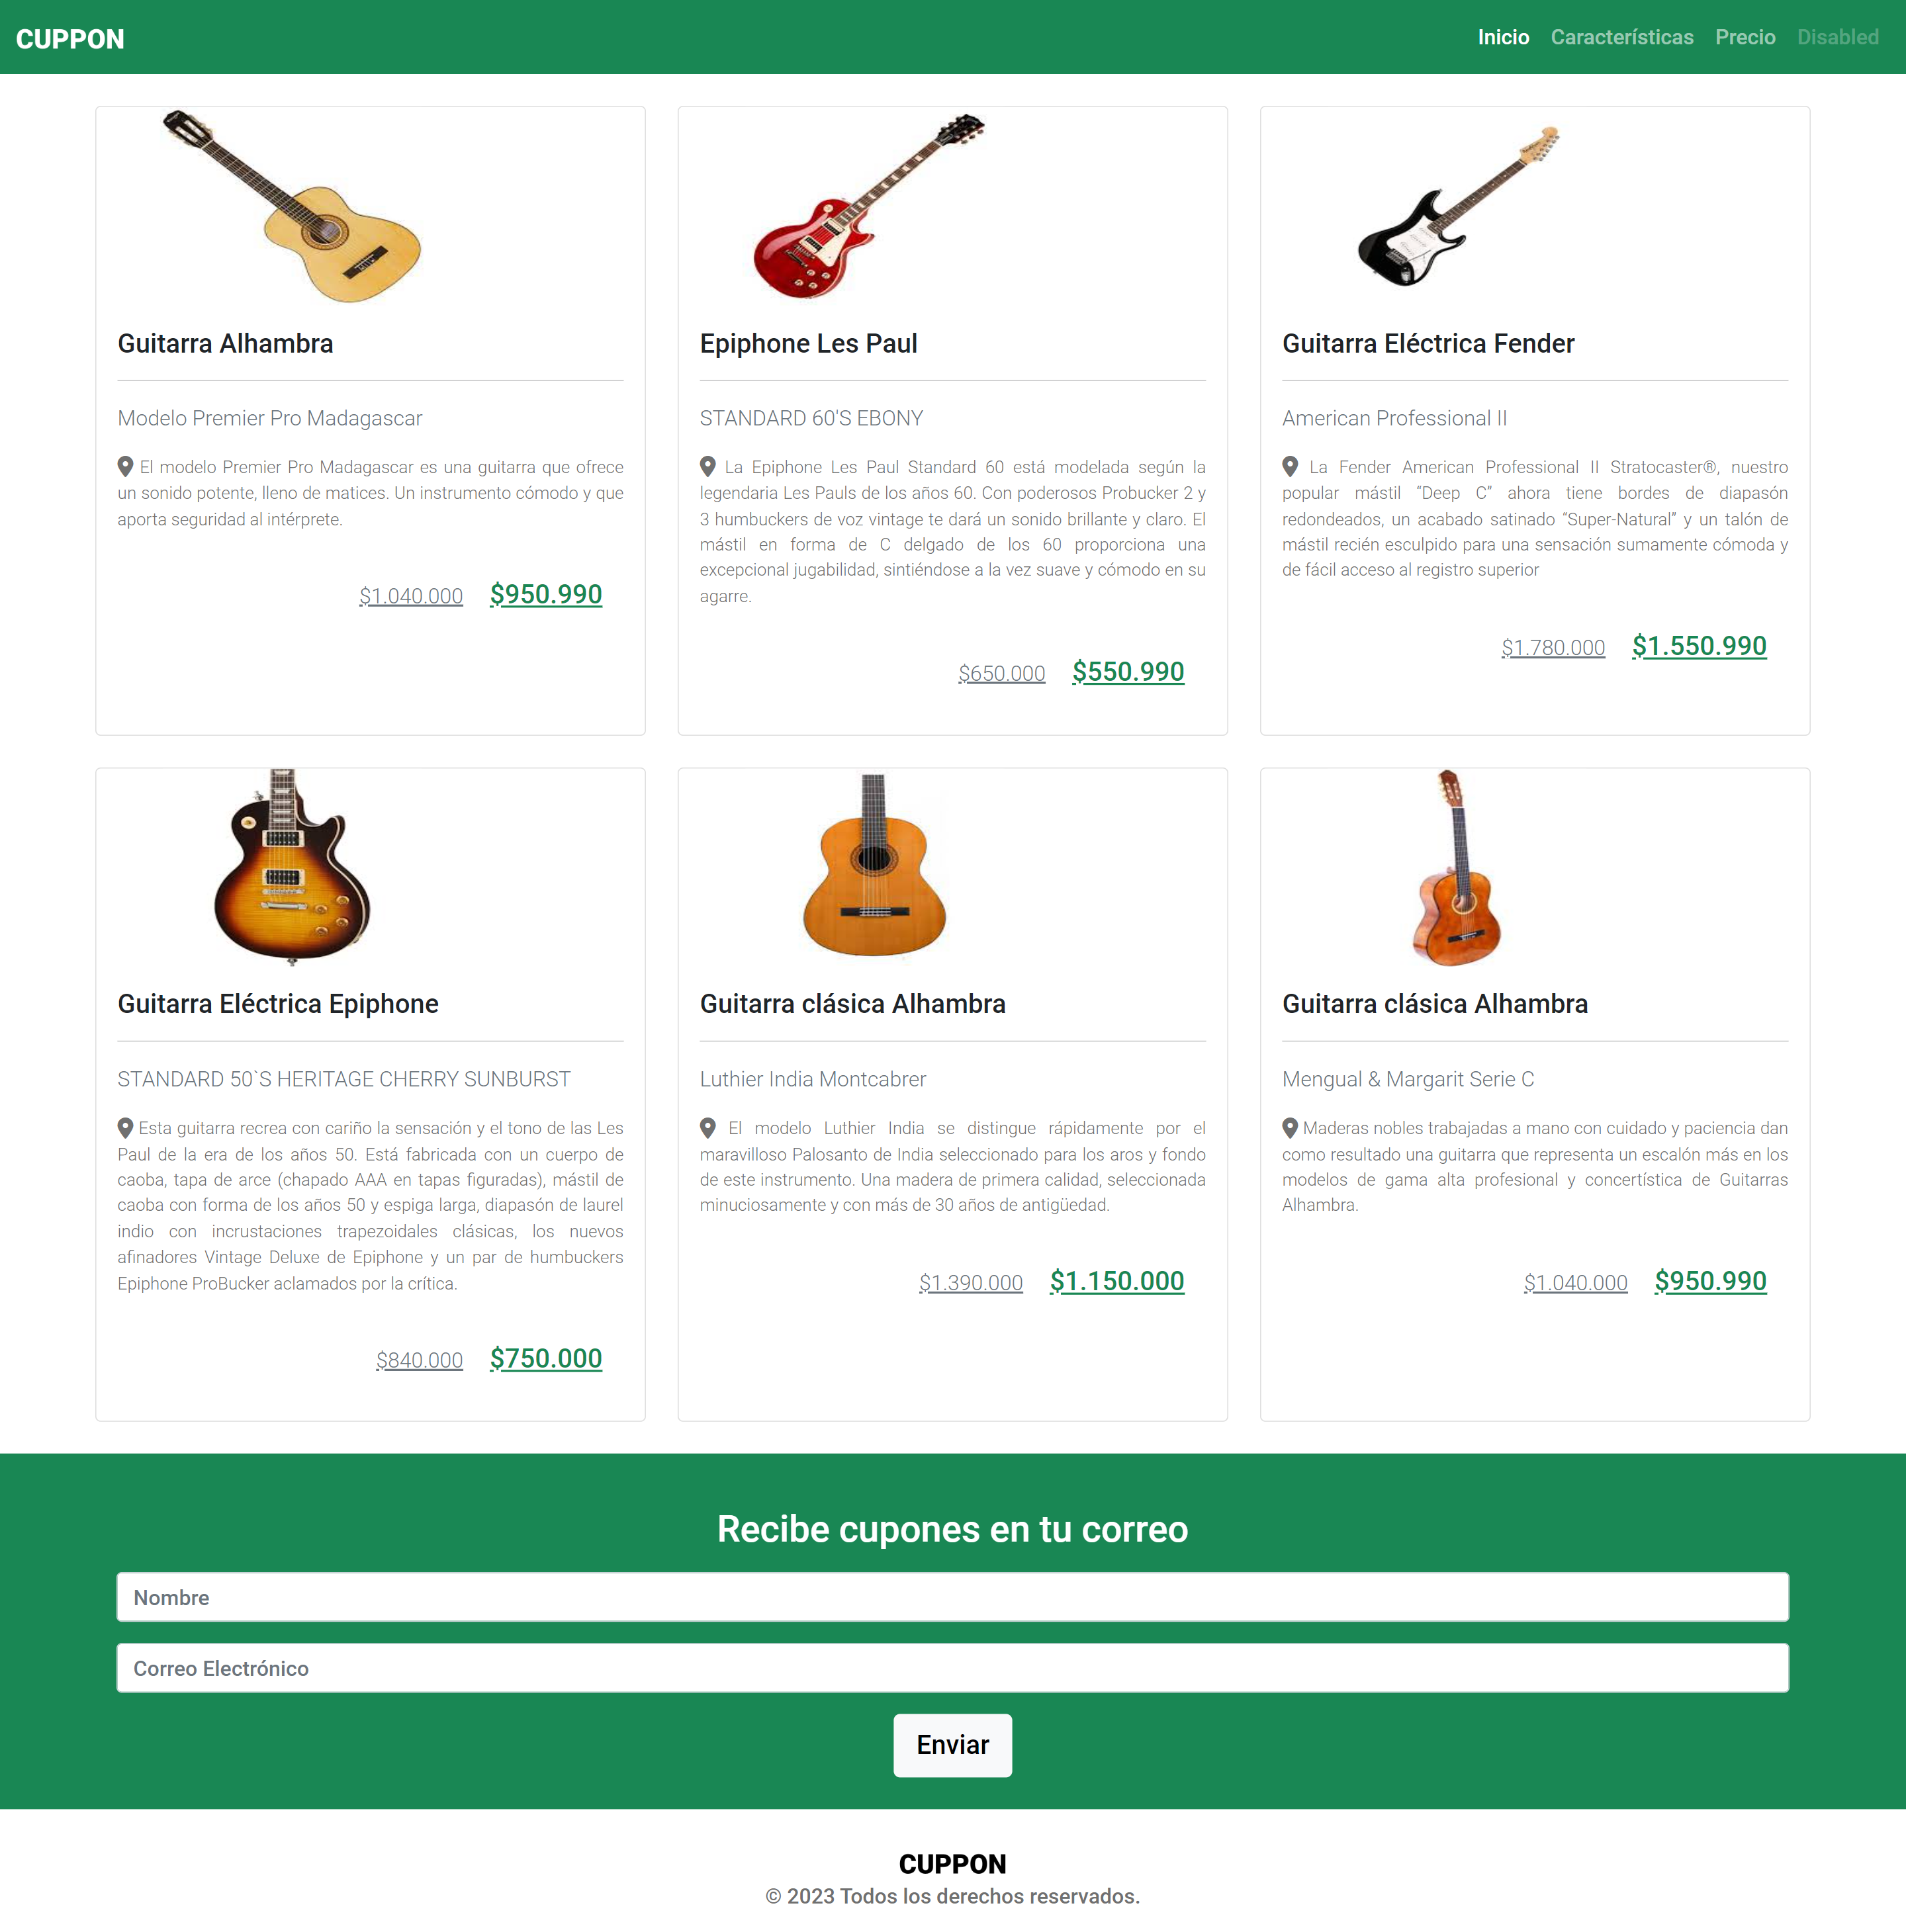 CUPPON
Inicio Características Precio Disabled
Guitarra Alhambra
Modelo Premier Pro Madagascar
El modelo Premier Pro Madagascar es una guitarra que ofrece
un sonido potente, lleno de matices. Un instrumento cómodo y que
aporta seguridad al intérprete.
$1.040.000 $950.990
Epiphone Les Paul
STANDARD 60'S EBONY
La Epiphone Les Paul Standard 60 está modelada según la
legendaria Les Pauls de los años 60. Con poderosos Probucker 2 y
3 humbuckers de voz vintage te dará un sonido brillante y claro. El
mástil en forma de C delgado de los 60 proporciona una
excepcional jugabilidad, sintiéndose a la vez suave y cómodo en su
agarre.
$650.000 $550.990
Guitarra Eléctrica Fender
American Professional II
La Fender American Professional II Stratocaster®, nuestro
popular mástil “Deep C” ahora tiene bordes de diapasón
redondeados, un acabado satinado “Super-Natural” y un talón de
mástil recién esculpido para una sensación sumamente cómoda y
de fácil acceso al registro superior
$1.780.000 $1.550.990
Guitarra Eléctrica Epiphone
STANDARD 50`S HERITAGE CHERRY SUNBURST
Esta guitarra recrea con cariño la sensación y el tono de las Les
Paul de la era de los años 50. Está fabricada con un cuerpo de
caoba, tapa de arce (chapado AAA en tapas figuradas), mástil de
caoba con forma de los años 50 y espiga larga, diapasón de laurel
indio con incrustaciones trapezoidales clásicas, los nuevos
afinadores Vintage Deluxe de Epiphone y un par de humbuckers
Epiphone ProBucker aclamados por la crítica.
$840.000 $750.000
Guitarra clásica Alhambra
Luthier India Montcabrer
El modelo Luthier India se distingue rápidamente por el
maravilloso Palosanto de India seleccionado para los aros y fondo
de este instrumento. Una madera de primera calidad, seleccionada
minuciosamente y con más de 30 años de antigüedad.
$1.390.000 $1.150.000
Guitarra clásica Alhambra
Mengual & Margarit Serie C
Maderas nobles trabajadas a mano con cuidado y paciencia dan
como resultado una guitarra que representa un escalón más en los
modelos de gama alta profesional y concertística de Guitarras
Alhambra.
$1.040.000 $950.990
Recibe cupones en tu correo
Nombre
Correo Electrónico
Enviar
CUPPON
© 2023 Todos los derechos reservados.